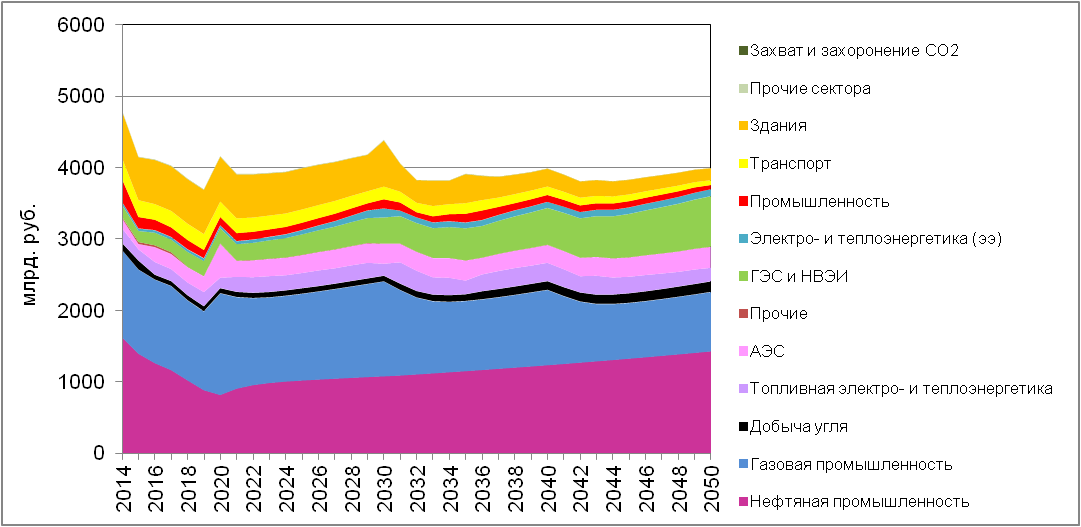 6000
5000
4000
3000
2000
1000
0
млрд. руб.
2014
2016
2018
2020
2022
2024
2026
2028
2030
2032
2034
2036
2038
2040
2042
2044
2046
2048
2050
Захват и захоронение СО2
Прочие сектора
Здания
Транспорт
Промышленность
Электро- и теплоэнергетика (ээ)
ГЭС и НВЭИ
Прочие
АЭС
Топливная электро- и теплоэнергетика
Добыча угля
Газовая промышленность
Нефтяная промышленность